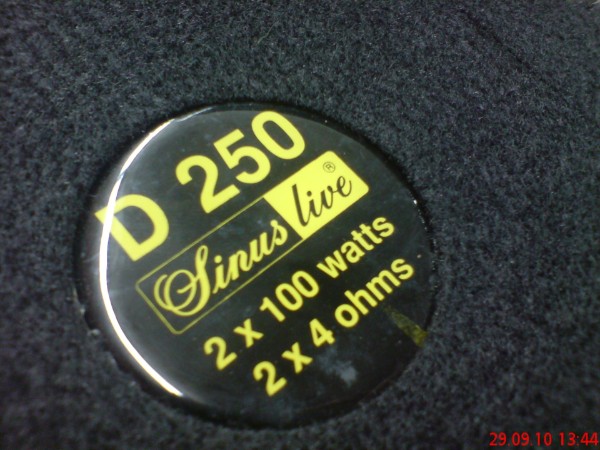 D 250
Sinus live®
2 x 100 watts
2 x 4 ohms
29.09.10 13:44